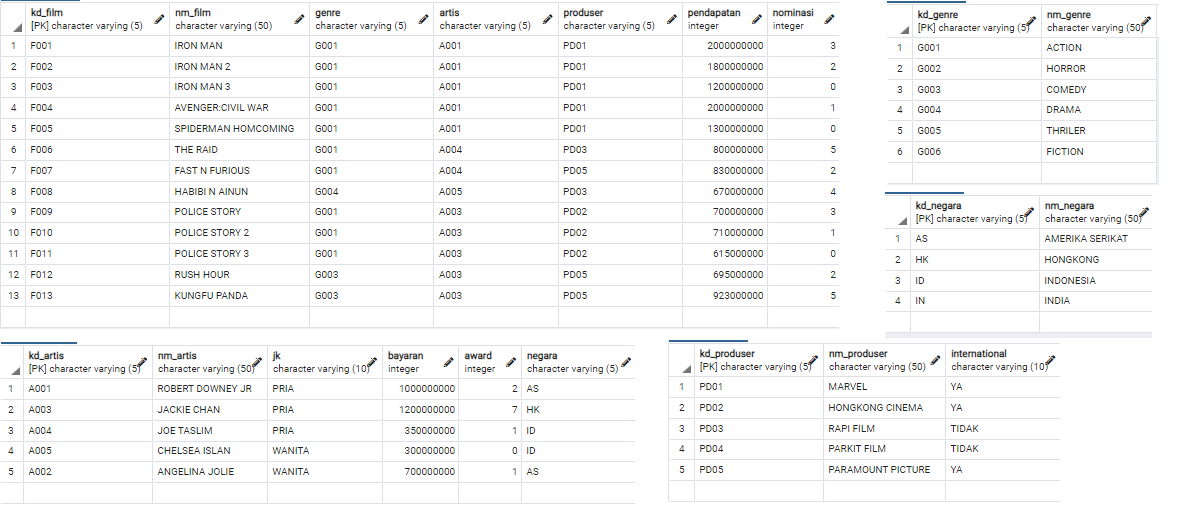 kd_film nm_film genre artis produser pendapatan nominasi
[PK] character varying (5) character varying (50) character varying (5) character varying (5) character varying (5) integer integer
1 F001 IRON MAN G001 A001 PD01 2000000000 3
2 F002 IRON MAN 2 G001 A001 PD01 1800000000 2
3 F003 IRON MAN 3 G001 A001 PD01 1200000000 0
4 F004 AVENGER:CIVIL WAR G001 A001 PD01 2000000000 1
5 F005 SPIDERMAN HOMCOMING G001 A001 PD01 1300000000 0
6 F006 THE RAID G001 A004 PD03 800000000 5
7 F007 FAST N FURIOUS G001 A004 PD05 830000000 2
8 F008 HABIBI N AINUN G004 A005 PD03 670000000 4
9 F009 POLICE STORY G001 A003 PD02 700000000 3
10 F010 POLICE STORY 2 G001 A003 PD02 710000000 1
11 F011 POLICE STORY 3 G001 A003 PD02 615000000 0
12 F012 RUSH HOUR G003 A003 PD05 695000000 2
13 F013 KUNGFU PANDA G003 A003 PD05 923000000 5
kd_genre nm_genre
[PK] character varying (5) character varying (50)
1 G001 ACTION
2 G002 HORROR
3 G003 COMEDY
4 G004 DRAMA
5 G005 THRILER
6 G006 FICTION
kd_negara nm_negara
[PK] character varying (5) character varying (50)
1 AS AMERIKA SERIKAT
2 HK HONGKONG
3 ID INDONESIA
4 IN INDIA
kd_artis nm_artis jk bayaran award negara
[PK] character varying (5) character varying (50) character varying (10) integer integer character varying (5)
1 A001 ROBERT DOWNEY JR PRIA 1000000000 2 AS
2 A003 JACKIE CHAN PRIA 1200000000 7 HK
3 A004 JOE TASLIM PRIA 350000000 1 ID
4 A005 CHELSEA ISLAN WANITA 300000000 0 ID
5 A002 ANGELINA JOLIE WANITA 700000000 1 AS
kd_produser nm_produser international
[PK] character varying (5) character varying (50) character varying (10)
1 PD01 MARVEL YA
2 PD02 HONGKONG CINEMA YA
3 PD03 RAPI FILM TIDAK
4 PD04 PARKIT FILM TIDAK
5 PD05 PARAMOUNT PICTURE YA